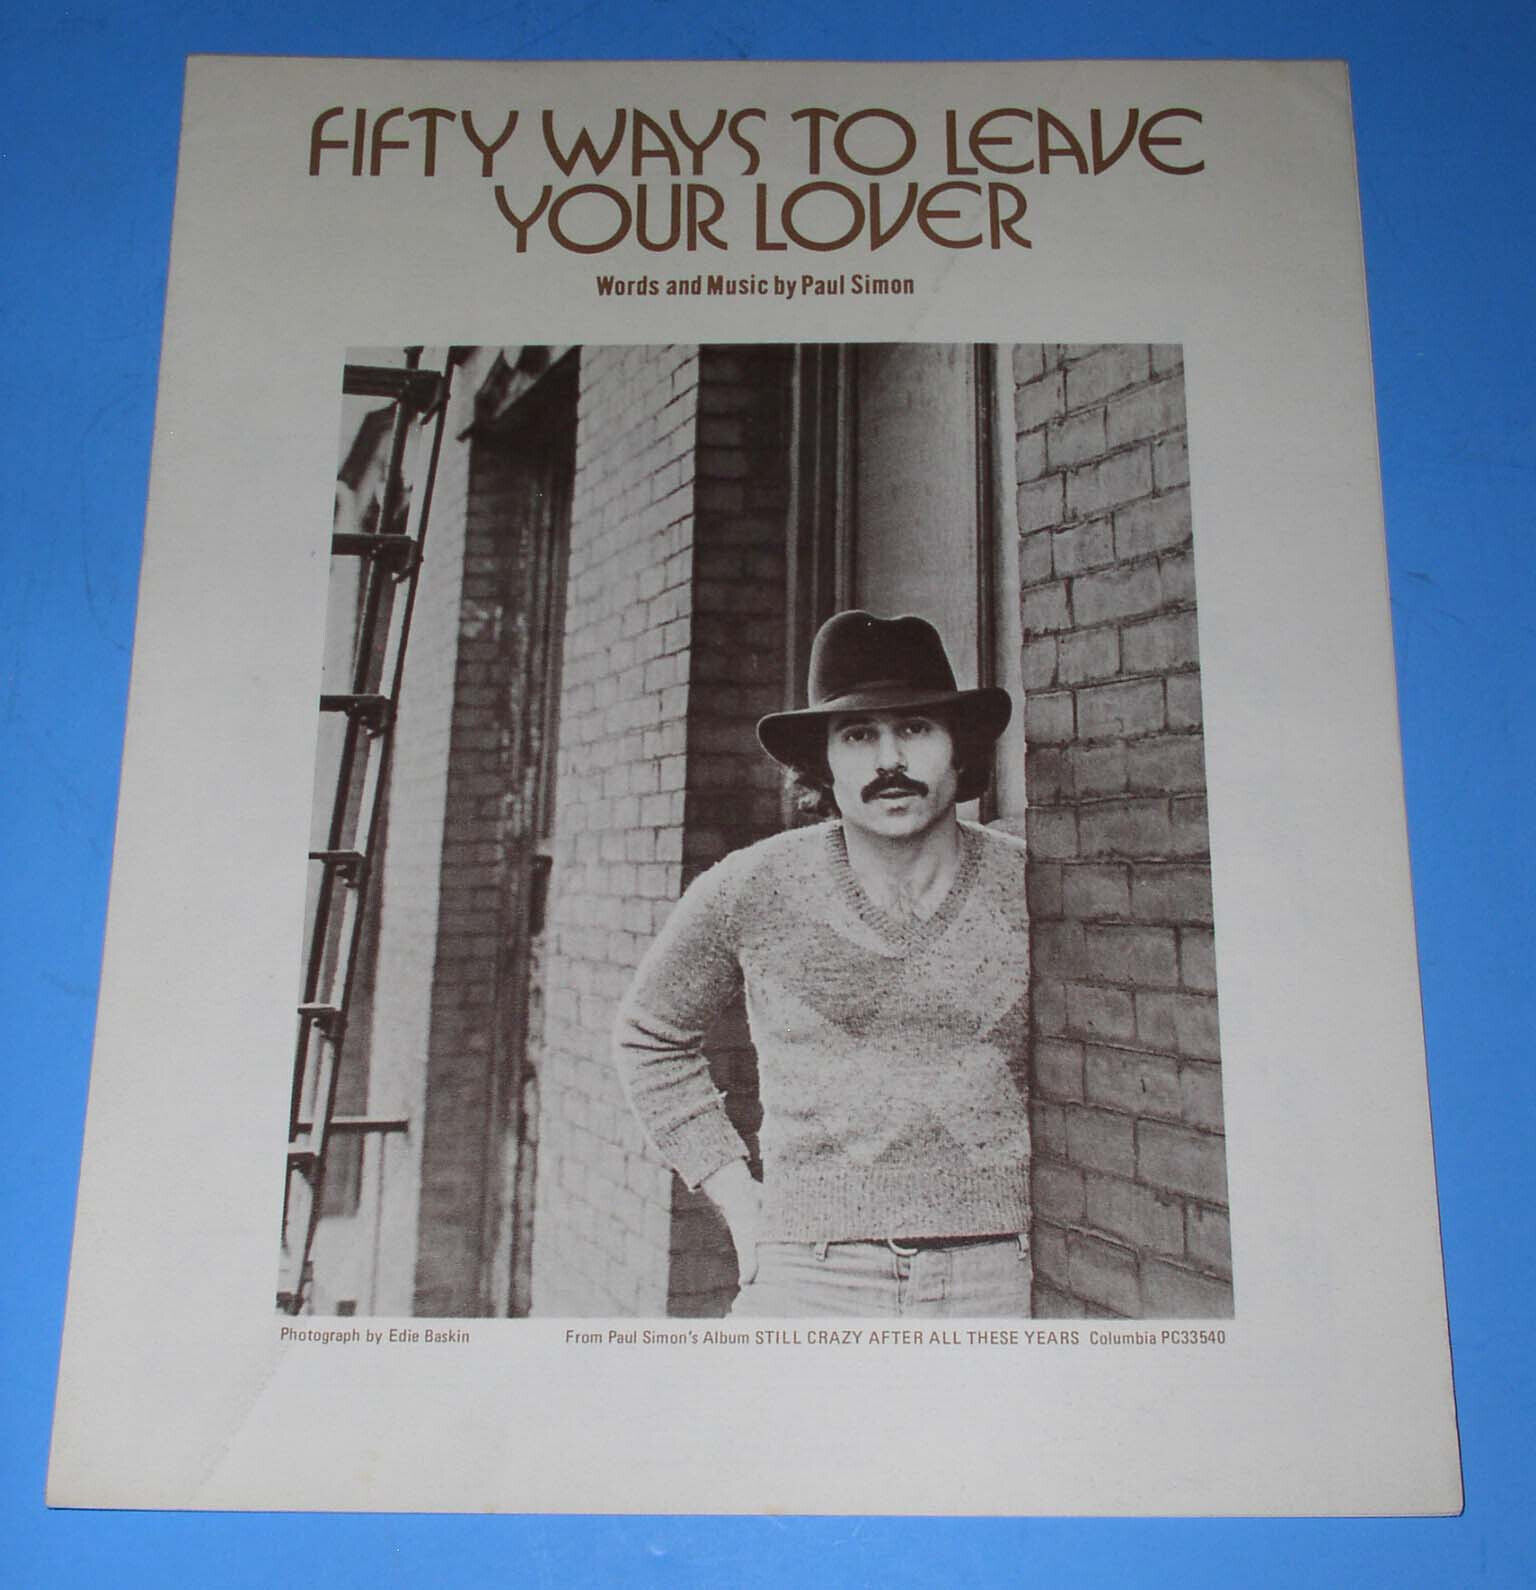 FIFTY WAYS TO LEAVE
YOUR LOVER
Words and Music by Paul Simon
Photograph by Edie Baskin From Paul Simon's Album STILL CRAZY AFTER ALL THESE YEARS Columbia PC33540